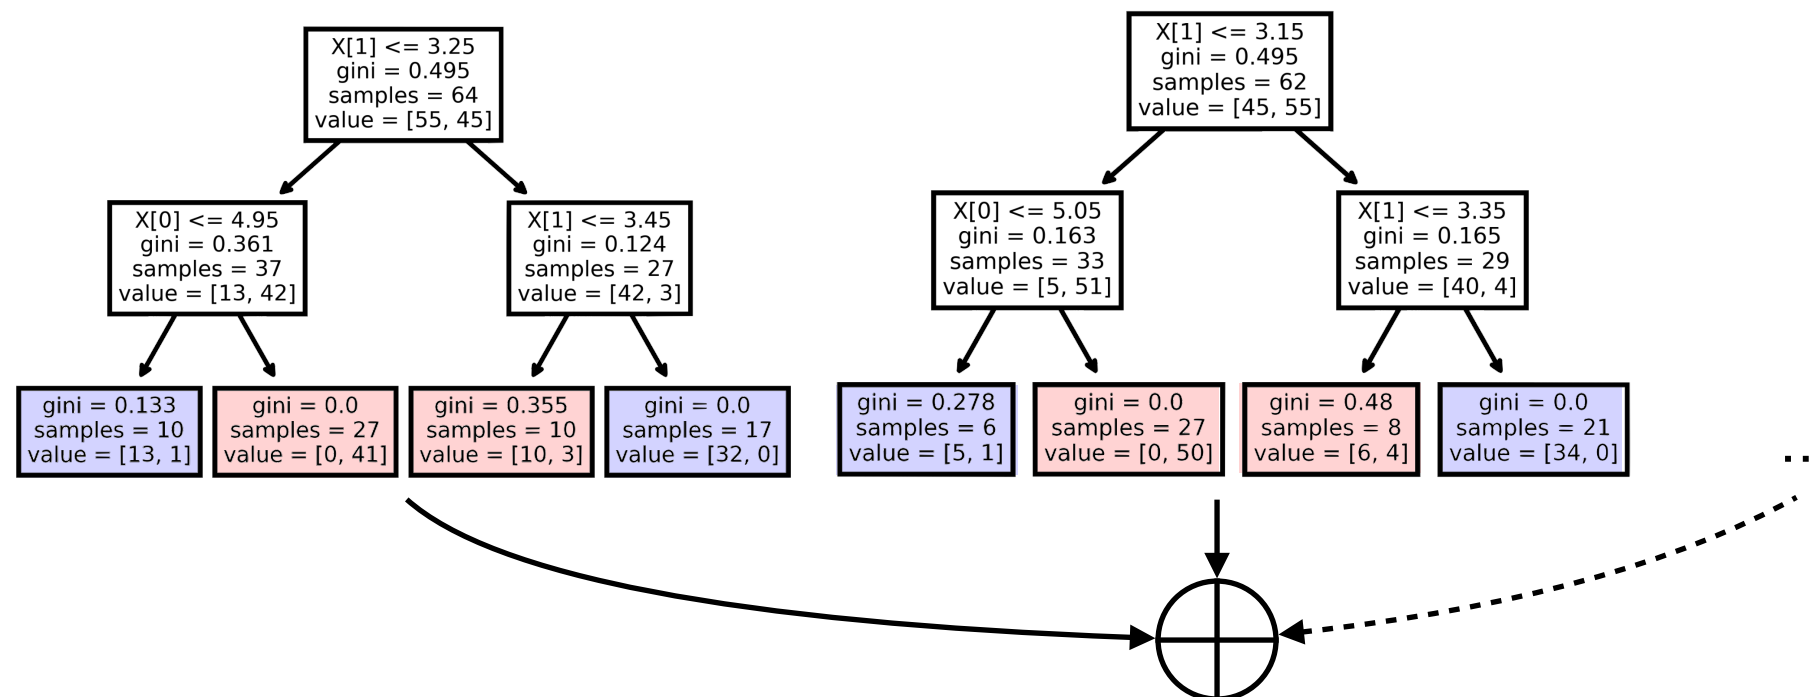 X[1] <= 3.25
gini = 0.495
samples = 64
value = [55, 45]
X[0] <= 4.95
gini = 0.361
samples = 37
value = [13, 42]
X[1] <= 3.45
gini = 0.124
samples = 27
value = [42, 3]
gini = 0.133
samples = 10
value = [13, 1]
gini = 0.0
samples = 27
value = [0, 41]
gini = 0.355
samples = 10
value = [10, 3]
gini = 0.0
samples = 17
value = [32, 0]
X[1] <= 3.15
gini = 0.495
samples = 62
value = [45, 55]
X[0] <= 5.05
gini = 0.163
samples = 33
value = [5, 51]
X[1] <= 3.35
gini = 0.165
samples = 29
value = [40, 4]
gini = 0.278
samples = 6
value = [5, 1]
gini = 0.0
samples = 27
value = [0, 50]
gini = 0.48
samples = 8
value = [6, 4]
gini = 0.0
samples = 21
value = [34, 0]
..